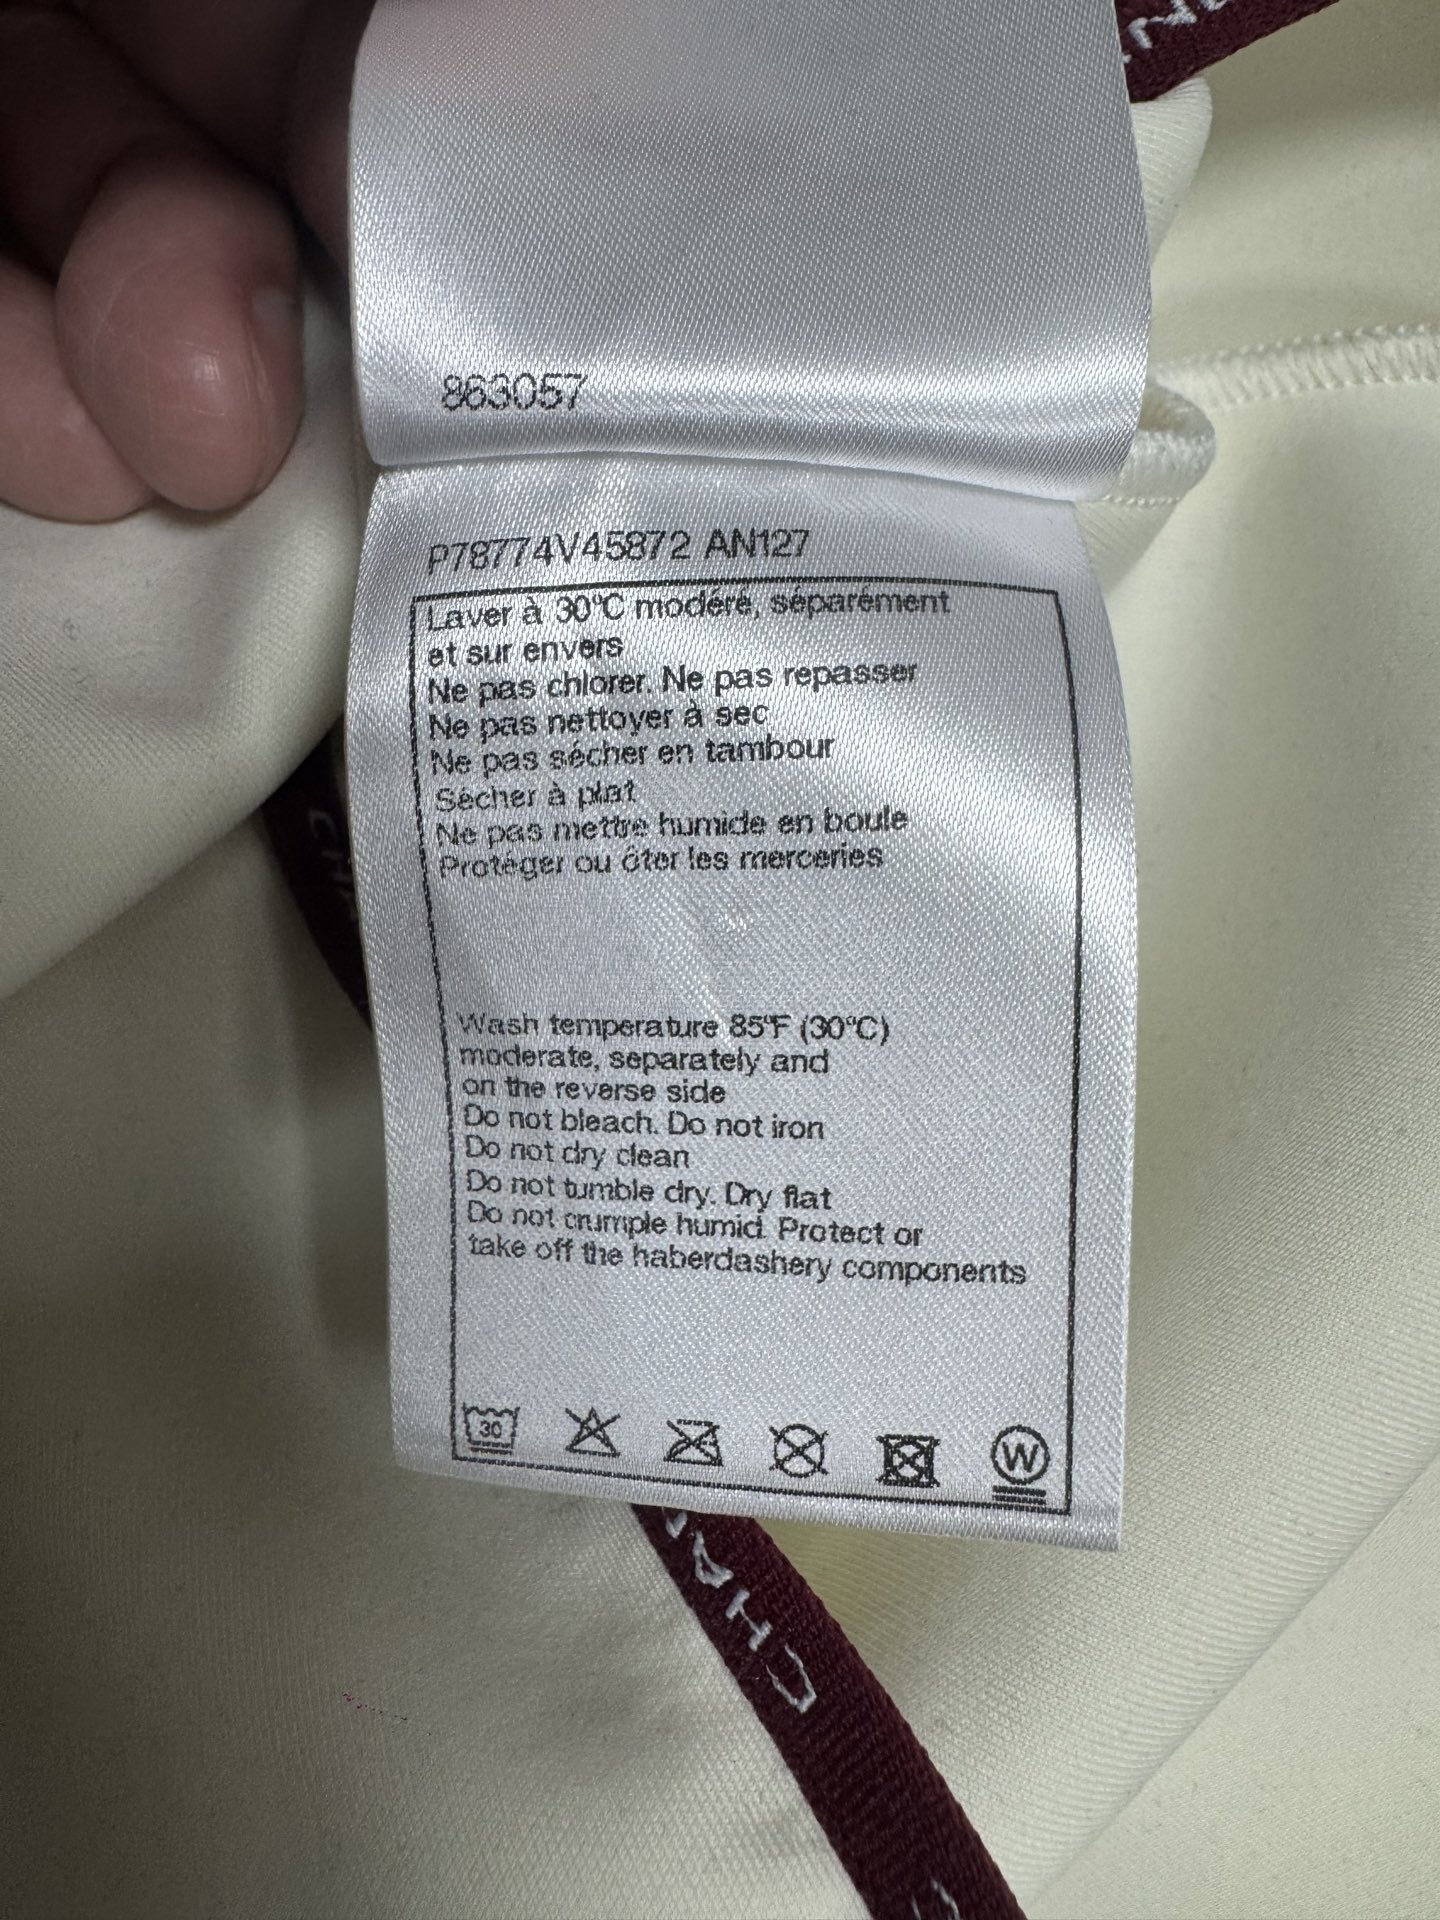 863057
P78774V45872 AN127
Laver à 30°C modéré, séparément
et sur envers
Ne pas chlorer. Ne pas repasser
Ne pas nettoyer à sec
Ne pas sécher en tambour
Sécher à plat
Ne pas mettre humide en boule
Protéger ou ôter les merceries
Wash temperature 85°F (30°C)
moderate, separately and
on the reverse side
Do not bleach. Do not iron
Do not dry clean
Do not tumble dry. Dry flat
Do not crumple humid. Protect or
take off the haberdashery components
30
W